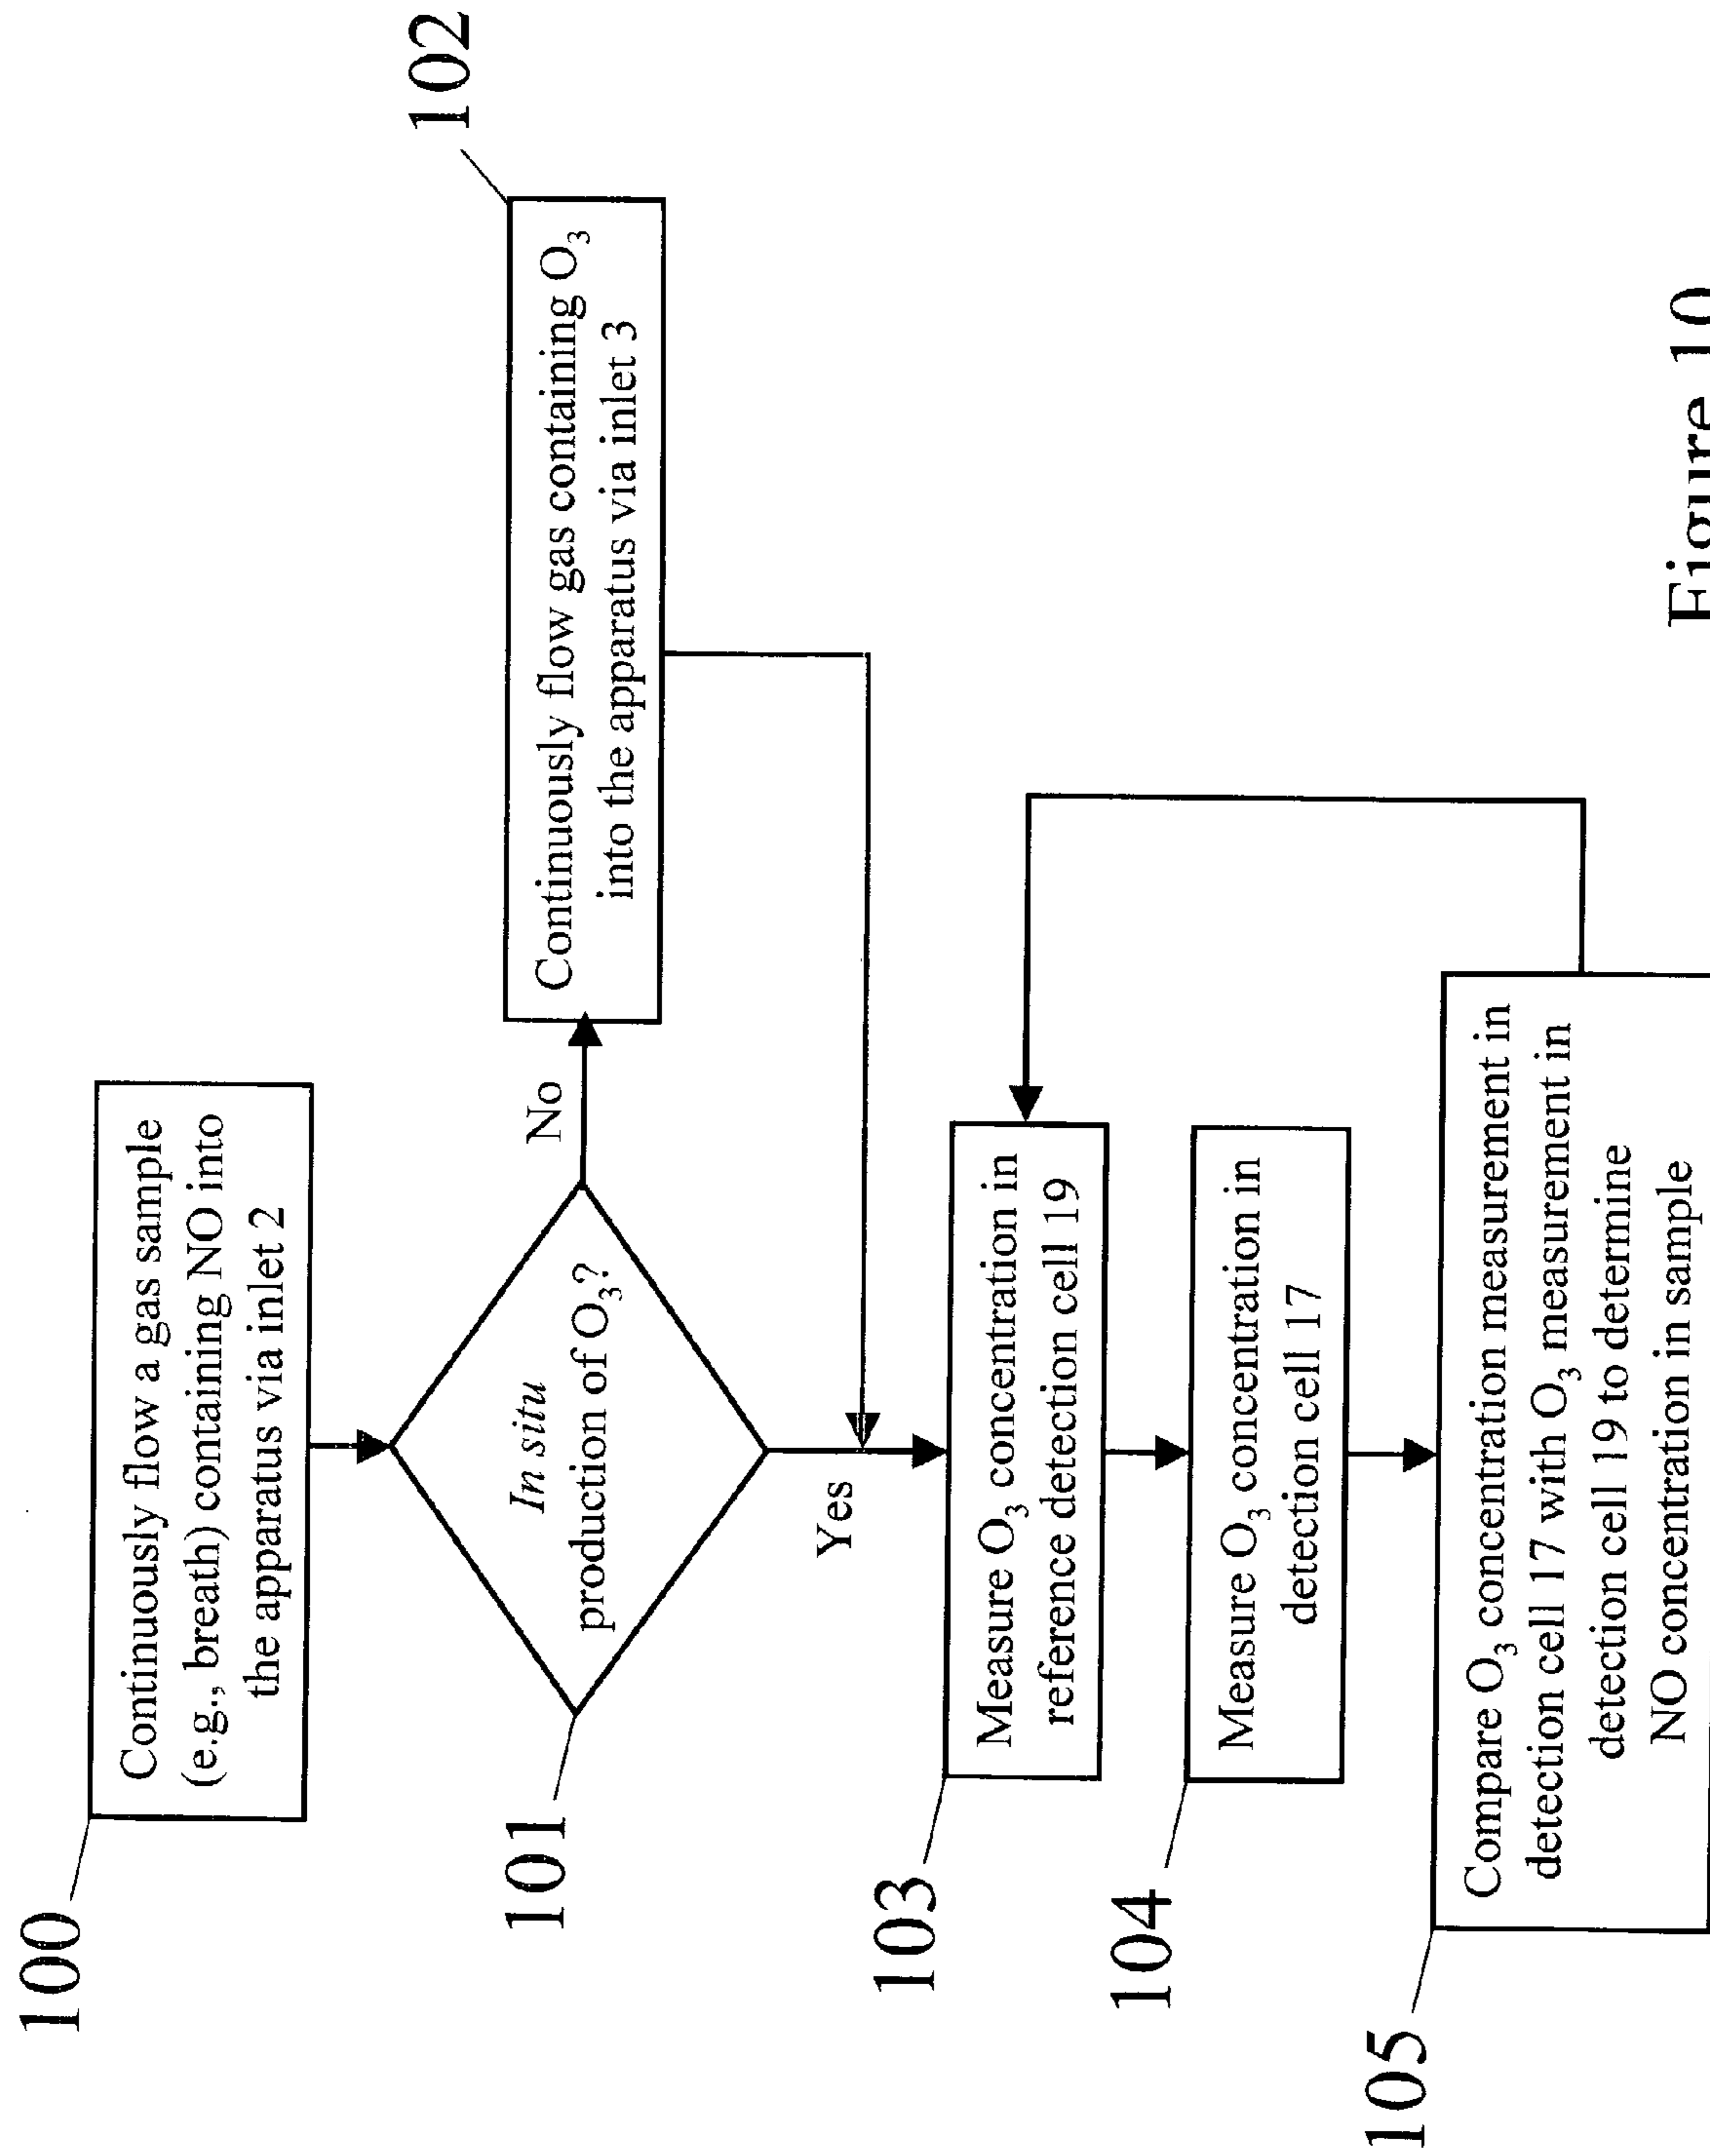 100
Continuously flow a gas sample
(e.g., breath) containing NO into
the apparatus via inlet 2
101
In situ
production of O₃?
No
102
Continuously flow gas containing O₃
into the apparatus via inlet 3
Yes
103
Measure O₃ concentration in
reference detection cell 19
104
Measure O₃ concentration in
detection cell 17
105
Compare O₃ concentration measurement in
detection cell 17 with O₃ measurement in
detection cell 19 to determine
NO concentration in sample
Figure 10